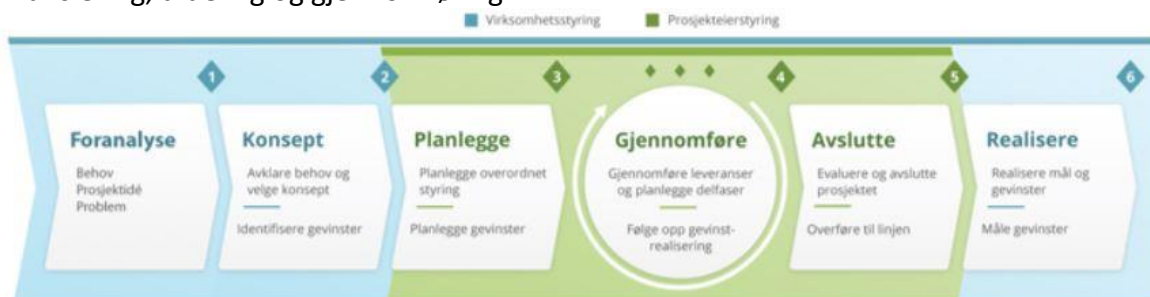 Virksomhetsstyring
Prosjekteierstyring
1
2
3
4
5
6
Foranalyse
Behov
Prosjektidé
Problem
Konsept
Avklare behov og
velge konsept
Identifisere gevinster
Planlegge
Planlegge overordnet
styring
Planlegge gevinster
Gjennomføre
Gjennomføre leveranser
og planlegge delfaser
Følge opp gevinst-
realisering
Avslutte
Evaluere og avslutte
prosjektet
Overføre til linjen
Realisere
Realisere mål og
gevinster
Måle gevinster